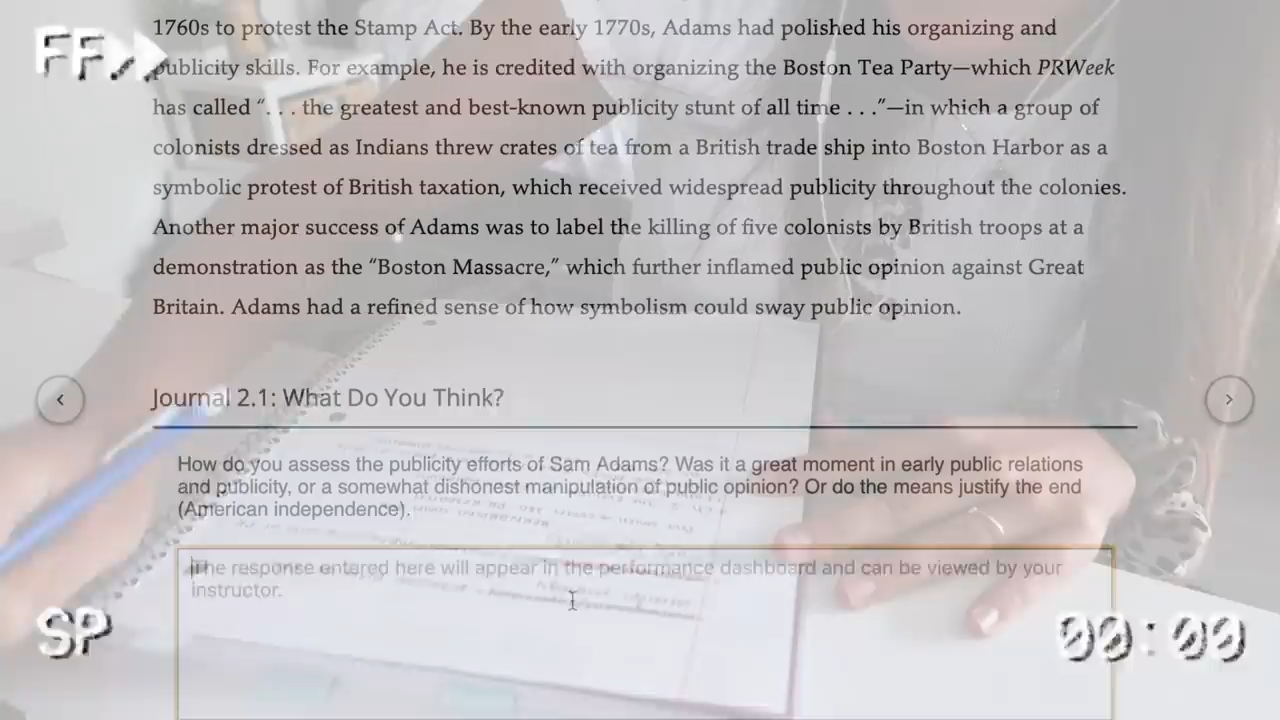 1760s to protest the Stamp Act. By the early 1770s, Adams had polished his organizing and
FF
publicity skills. For example, he is credited with organizing the Boston Tea Party—which PRWeek
has called “. . . the greatest and best-known publicity stunt of all time . . .”—in which a group of
colonists dressed as Indians threw crates of tea from a British trade ship into Boston Harbor as a
symbolic protest of British taxation, which received widespread publicity throughout the colonies.
Another major success of Adams was to label the killing of five colonists by British troops at a
demonstration as the “Boston Massacre,” which further inflamed public opinion against Great
Britain. Adams had a refined sense of how symbolism could sway public opinion.
Journal 2.1: What Do You Think?
How do you assess the publicity efforts of Sam Adams? Was it a great moment in early public relations
and publicity, or a somewhat dishonest manipulation of public opinion? Or do the means justify the end
(American independence).
The response entered here will appear in the performance dashboard and can be viewed by your
instructor.
SP
00:00